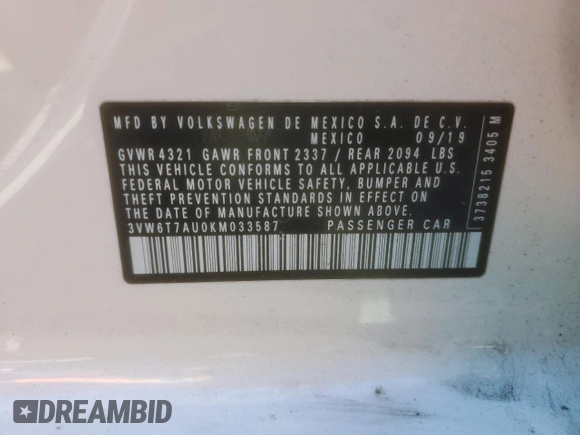 MFD BY VOLKSWAGEN DE MEXICO S.A. DE C.V.
MEXICO 09/19
GVWR 4321 GAWR FRONT 2337 / REAR 2094 LBS
THIS VEHICLE CONFORMS TO ALL APPLICABLE U.S.
FEDERAL MOTOR VEHICLE SAFETY, BUMPER AND
THEFT PREVENTION STANDARDS IN EFFECT ON
THE DATE OF MANUFACTURE SHOWN ABOVE.
3VW6T7AU0KM033587 PASSENGER CAR
3738215 3405 M
DREAMBID